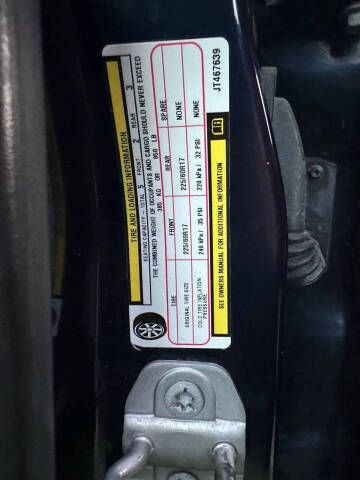 TIRE AND LOADING INFORMATION
SEATING CAPACITY - TOTAL 5 FRONT 2 REAR 3
THE COMBINED WEIGHT OF OCCUPANTS AND CARGO SHOULD NEVER EXCEED
385 KG OR 850 LB
TIRE FRONT REAR SPARE
ORIGINAL TIRE SIZE 225/60R17 225/60R17 NONE
COLD TIRE INFLATION PRESSURE 240 kPa / 35 PSI 220 kPa / 32 PSI NONE
SEE OWNERS MANUAL FOR ADDITIONAL INFORMATION
JT467639